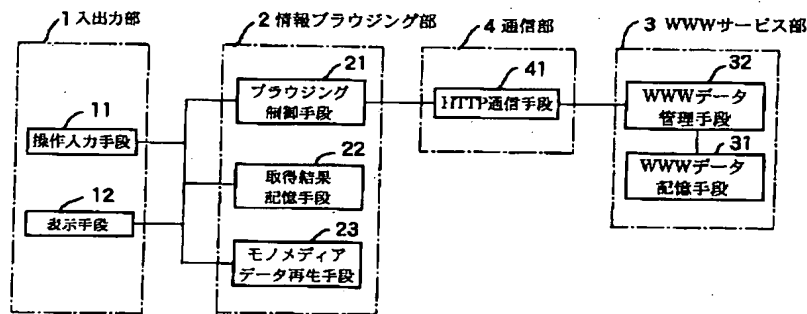 1 入出力部
2 情報ブラウジング部
4 通信部
3 WWWサービス部
11
操作入力手段
12
表示手段
21
ブラウジング
制御手段
22
取得結果
記憶手段
23
モノメディア
データ再生手段
41
HTTP通信手段
32
WWWデータ
管理手段
31
WWWデータ
記憶手段